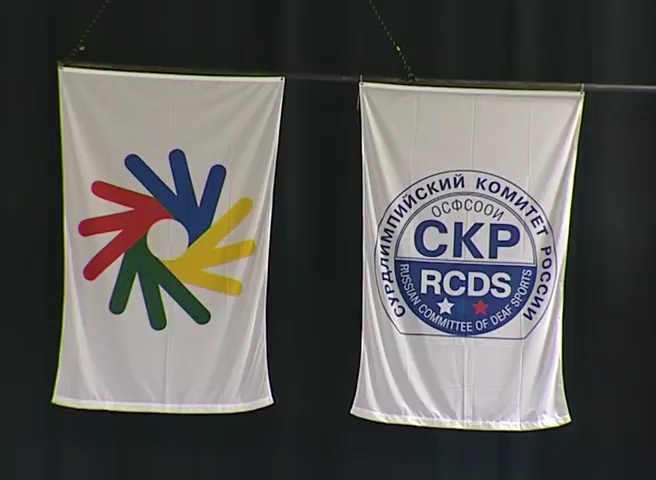 СУРДЛИМПИЙСКИЙ КОМИТЕТ РОССИИ
ОСФСООИ
СКР
RCDS
RUSSIAN COMMITTEE OF DEAF SPORTS